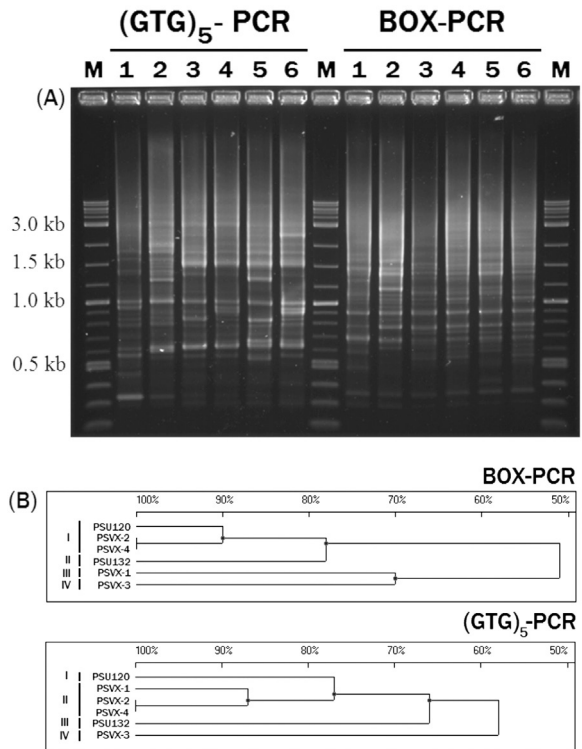 (GTG)5- PCR BOX-PCR
M 1 2 3 4 5 6 M 1 2 3 4 5 6 M
(A)
3.0 kb
1.5 kb
1.0 kb
0.5 kb
BOX-PCR
(B)
100% 90% 80% 70% 60% 50%
PSU120
I PSVX-2
PSVX-4
II PSU132
III PSVX-1
IV PSVX-3
(GTG)5-PCR
100% 90% 80% 70% 60% 50%
I PSU120
PSVX-1
II PSVX-2
PSVX-4
III PSU132
IV PSVX-3